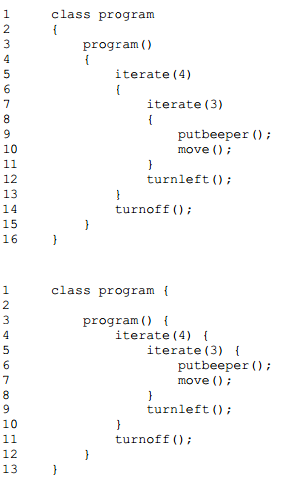 1 class program
2 {
3 program()
4 {
5 iterate(4)
6 {
7 iterate(3)
8 {
9 putbeeper();
10 move();
11 }
12 turnleft();
13 }
14 turnoff();
15 }
16 }
1 class program {
2
3 program() {
4 iterate(4) {
5 iterate(3) {
6 putbeeper();
7 move();
8 }
9 turnleft();
10 }
11 turnoff();
12 }
13 }